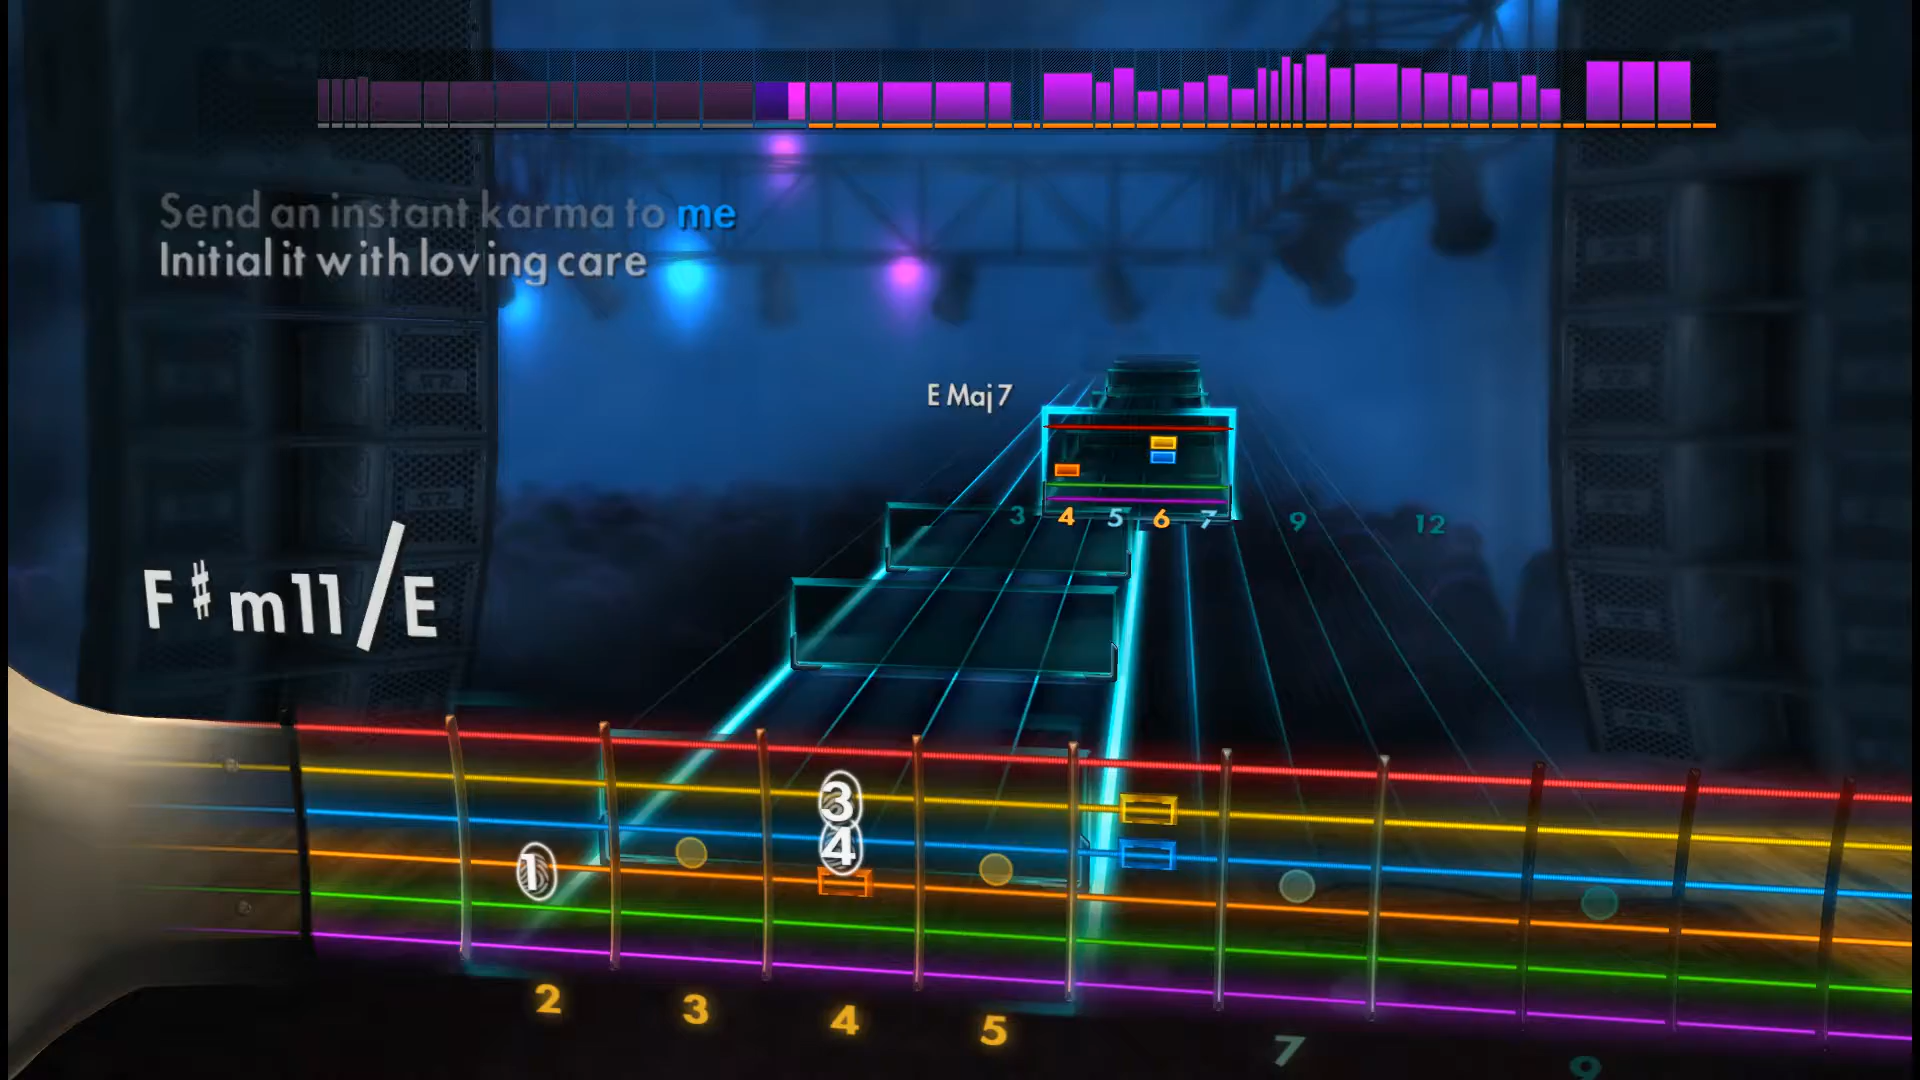 Send an instant karma to me
Initial it with loving care
E Maj7
3 4 5 6 7 9 12
F#m11/E
3
4
1
2 3 4 5 7 9